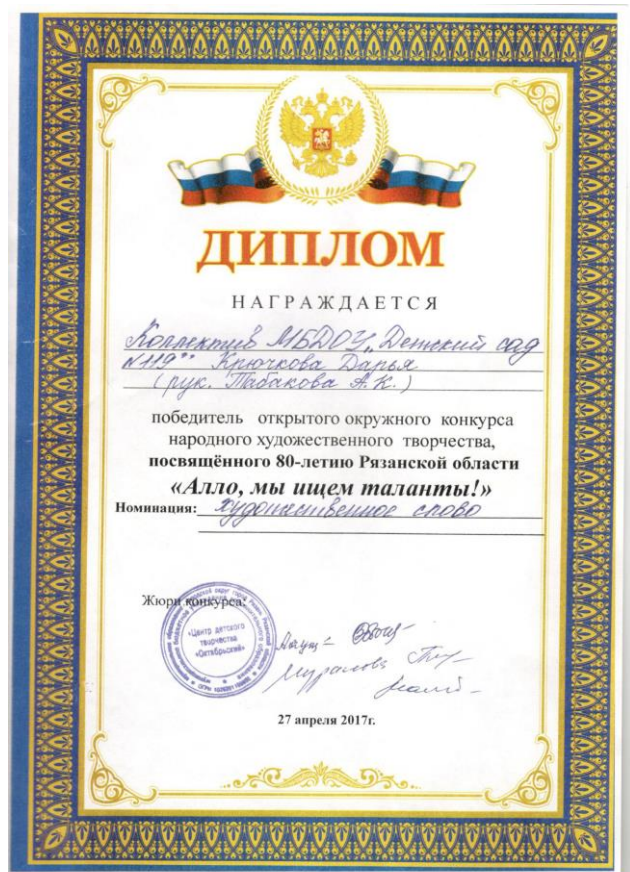 ДИПЛОМ
НАГРАЖДАЕТСЯ
Коллектив МБДОУ „Детский сад
№119" Крючкова Дарья
(рук. Табакова А.К.)
победитель открытого окружного конкурса
народного художественного творчества,
посвящённого 80-летию Рязанской области
«Алло, мы ищем таланты!»
Номинация: художественное слово
Жюри конкурса:
«Центр детского
творчества
«Октябрьский»
27 апреля 2017г.